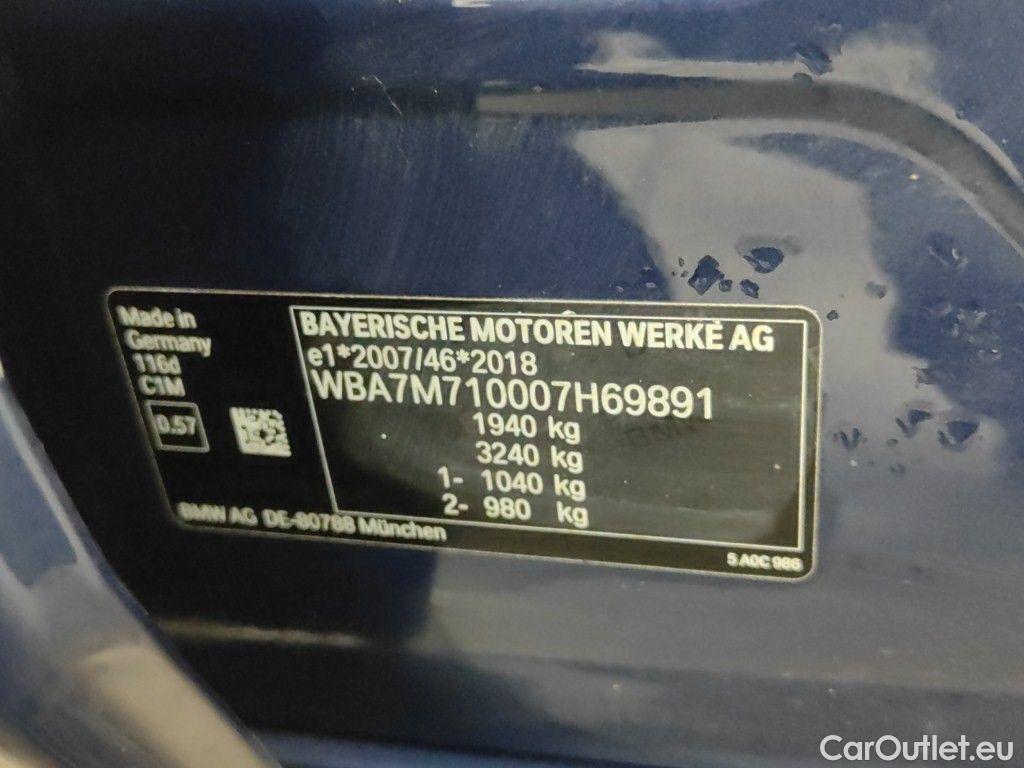 Made in
Germany
116d
C1M
0.57
BAYERISCHE MOTOREN WERKE AG
e1*2007/46*2018
WBA7M710007H69891
1940 kg
3240 kg
1- 1040 kg
2- 980 kg
BMW AG DE-80788 München
5 A0C 9B6
CarOutlet.eu